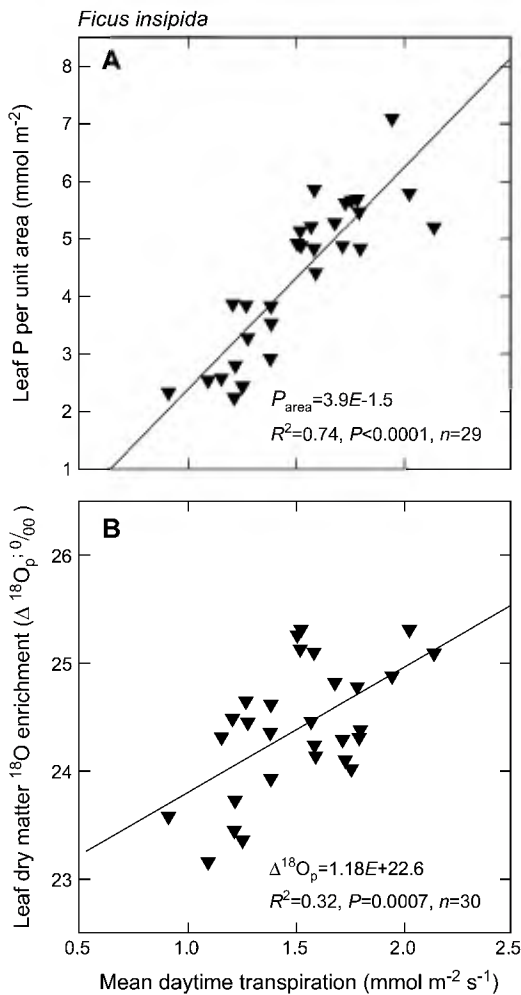 Ficus insipida
A
8
7
6
5
4
3
2
1
Leaf P per unit area (mmol m⁻²)
P_area=3.9E-1.5
R²=0.74, P<0.0001, n=29
B
26
25
24
23
Leaf dry matter ¹⁸O enrichment (Δ ¹⁸Oₚ; ⁰/₀₀)
Δ¹⁸Oₚ=1.18E+22.6
R²=0.32, P=0.0007, n=30
0.5 1.0 1.5 2.0 2.5
Mean daytime transpiration (mmol m⁻² s⁻¹)